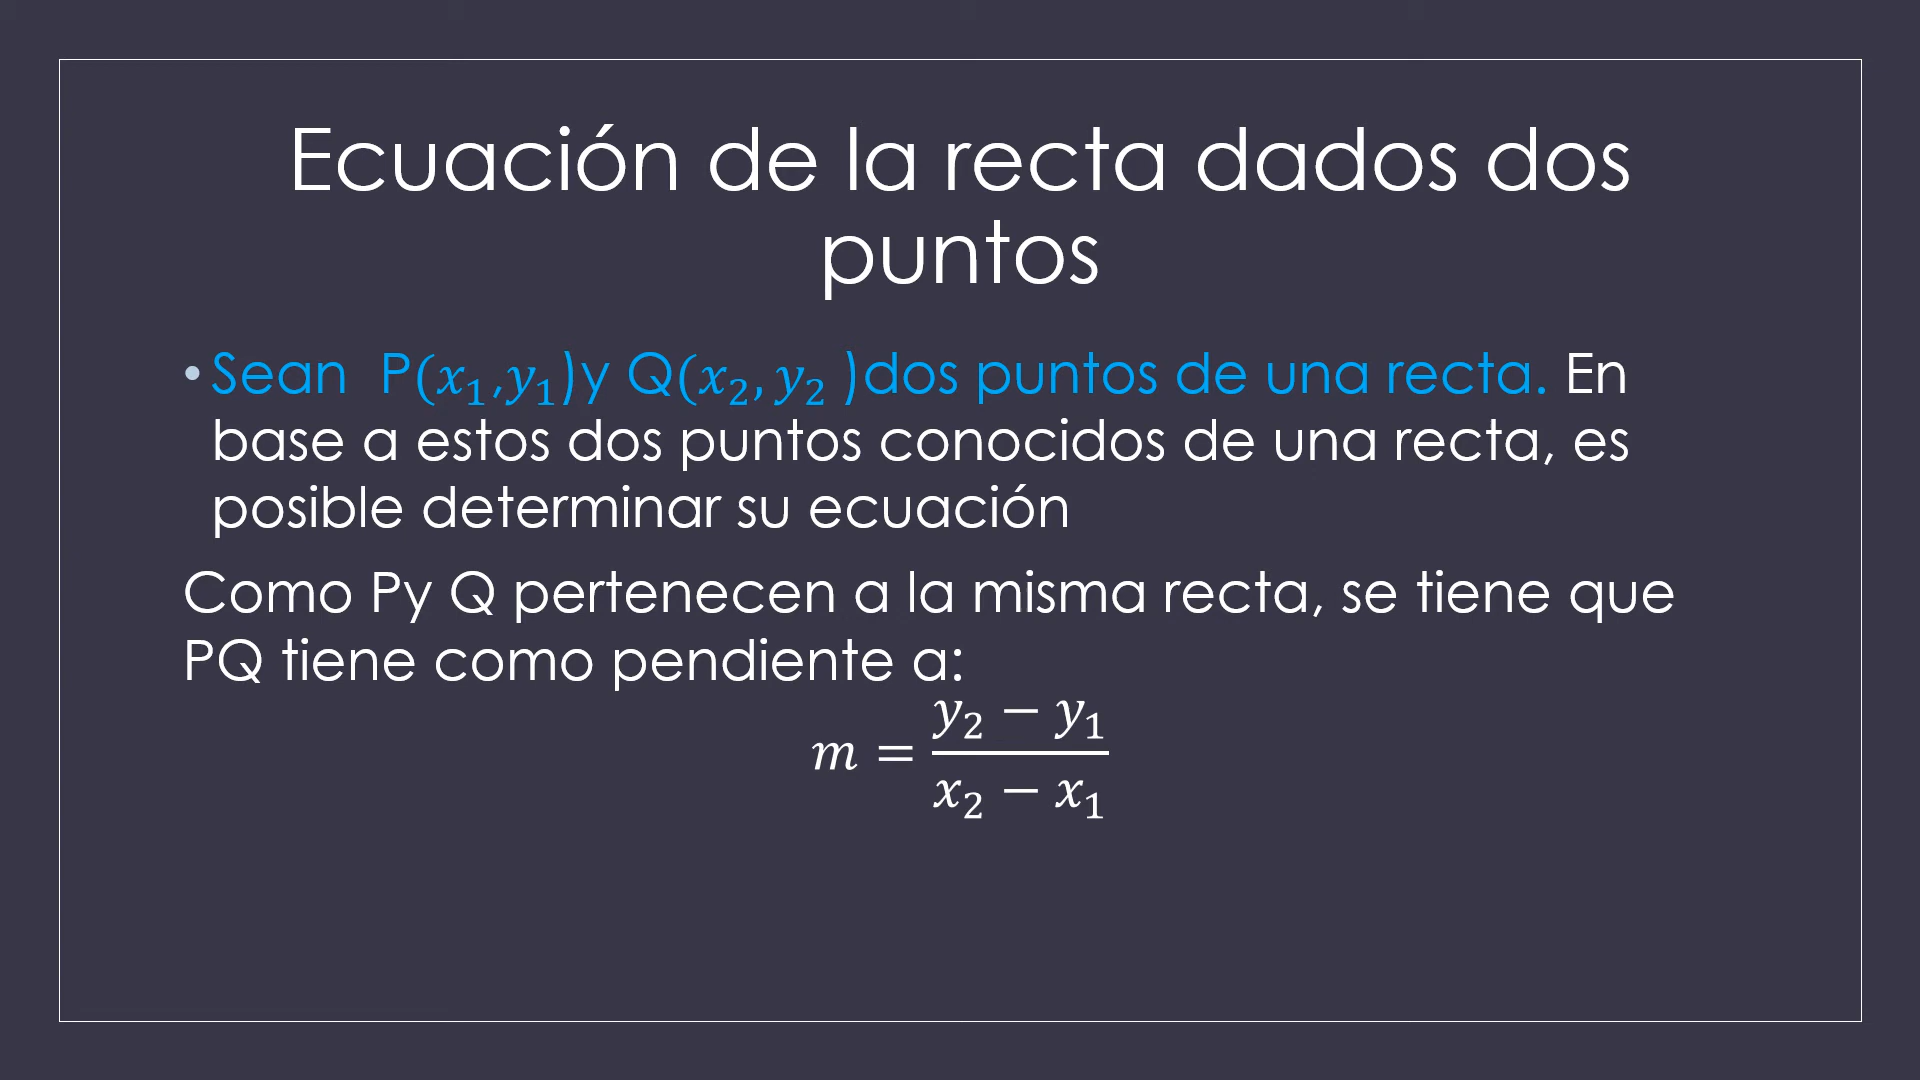 Ecuación de la recta dados dos
puntos
• Sean P(𝑥₁,𝑦₁)y Q(𝑥₂, 𝑦₂ )dos puntos de una recta. En
base a estos dos puntos conocidos de una recta, es
posible determinar su ecuación
Como Py Q pertenecen a la misma recta, se tiene que
PQ tiene como pendiente a:
𝑦₂ − 𝑦₁
𝑚 =
𝑥₂ − 𝑥₁